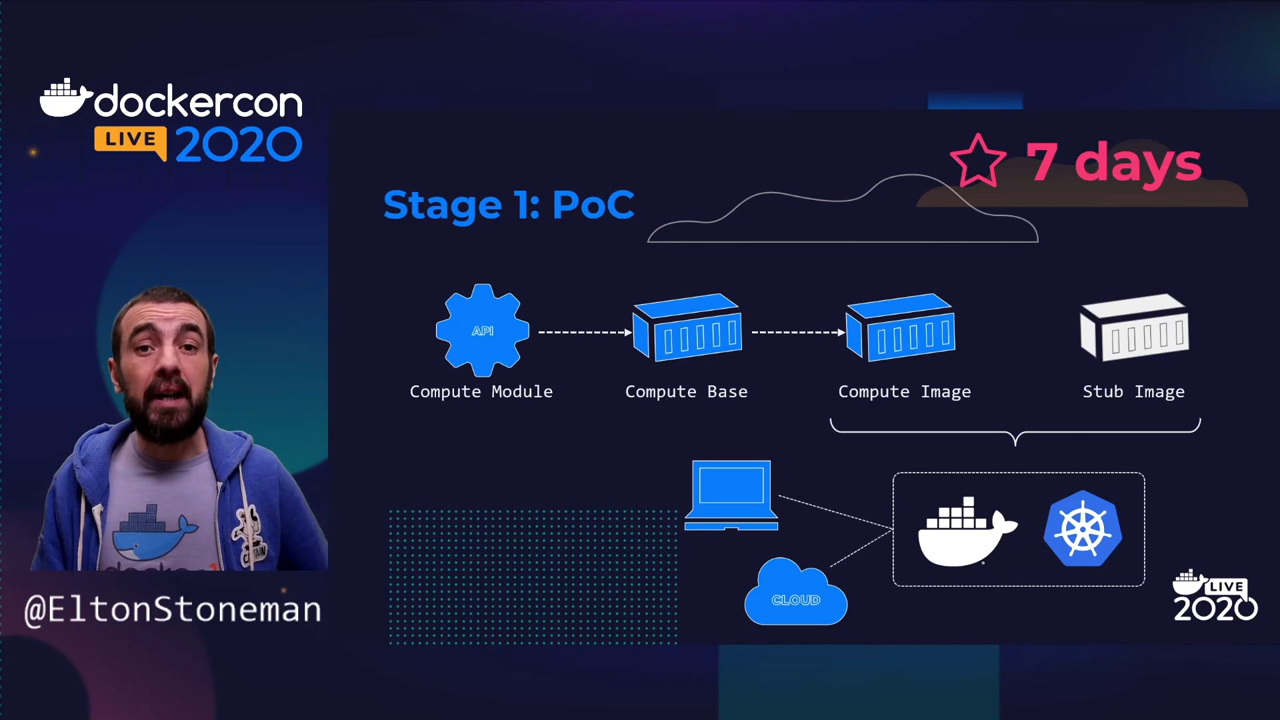 dockercon
LIVE 2020
7 days
Stage 1: PoC
API
Compute Module
Compute Base
Compute Image
Stub Image
CLOUD
@EltonStoneman
LIVE
2020